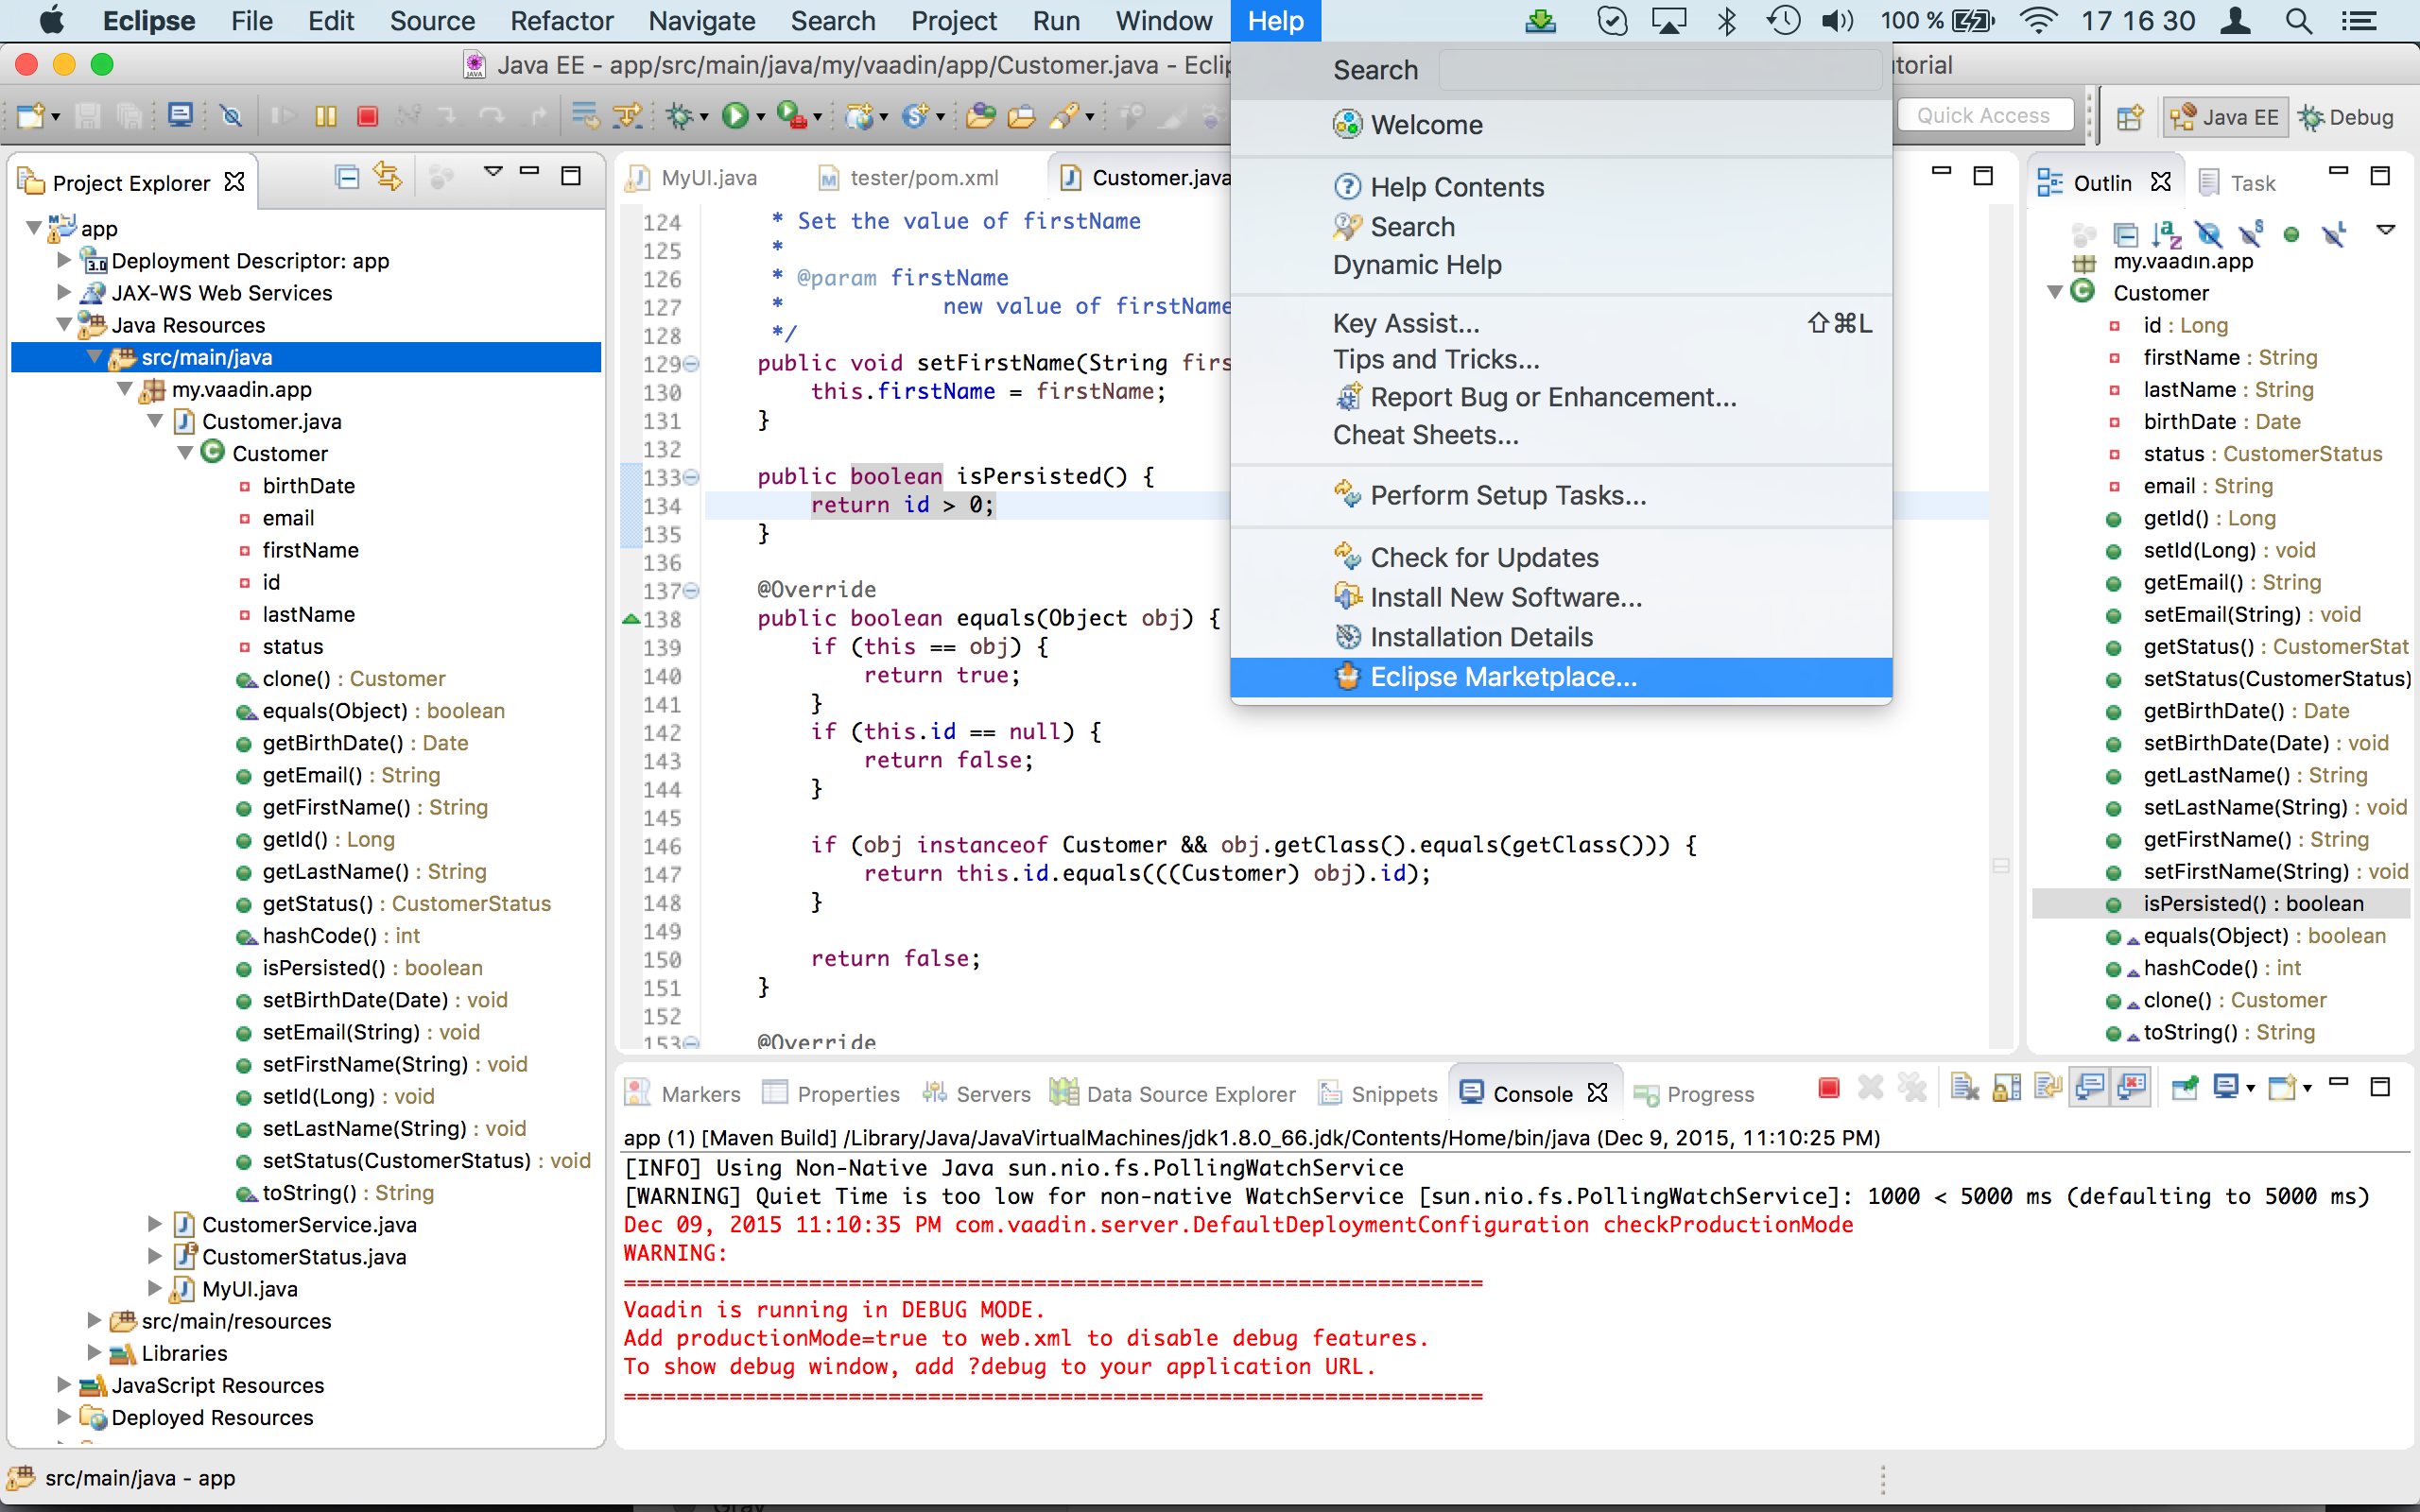 Eclipse File Edit Source Refactor Navigate Search Project Run Window Help 100 % 17 16 30
Java EE - app/src/main/java/my/vaadin/app/Customer.java - Eclip
torial
Quick Access Java EE Debug
Project Explorer
app
Deployment Descriptor: app
3.0
JAX-WS Web Services
Java Resources
src/main/java
my.vaadin.app
Customer.java
Customer
birthDate
email
firstName
id
lastName
status
clone() : Customer
equals(Object) : boolean
getBirthDate() : Date
getEmail() : String
getFirstName() : String
getId() : Long
getLastName() : String
getStatus() : CustomerStatus
hashCode() : int
isPersisted() : boolean
setBirthDate(Date) : void
setEmail(String) : void
setFirstName(String) : void
setId(Long) : void
setLastName(String) : void
setStatus(CustomerStatus) : void
toString() : String
CustomerService.java
CustomerStatus.java
MyUI.java
src/main/resources
Libraries
JavaScript Resources
Deployed Resources
MyUI.java tester/pom.xml Customer.java
124 * Set the value of firstName
125 *
126 * @param firstName
127 * new value of firstName
128 */
129 public void setFirstName(String firs
130 this.firstName = firstName;
131 }
132
133 public boolean isPersisted() {
134 return id > 0;
135 }
136
137 @Override
138 public boolean equals(Object obj) {
139 if (this == obj) {
140 return true;
141 }
142 if (this.id == null) {
143 return false;
144 }
145
146 if (obj instanceof Customer && obj.getClass().equals(getClass())) {
147 return this.id.equals(((Customer) obj).id);
148 }
149
150 return false;
151 }
152
153 @Override
Search
Welcome
Help Contents
Search
Dynamic Help
Key Assist... ⇧⌘L
Tips and Tricks...
Report Bug or Enhancement...
Cheat Sheets...
Perform Setup Tasks...
Check for Updates
Install New Software...
Installation Details
Eclipse Marketplace...
Outlin Task
my.vaadin.app
Customer
id : Long
firstName : String
lastName : String
birthDate : Date
status : CustomerStatus
email : String
getId() : Long
setId(Long) : void
getEmail() : String
setEmail(String) : void
getStatus() : CustomerStat
setStatus(CustomerStatus)
getBirthDate() : Date
setBirthDate(Date) : void
getLastName() : String
setLastName(String) : void
getFirstName() : String
setFirstName(String) : void
isPersisted() : boolean
equals(Object) : boolean
hashCode() : int
clone() : Customer
toString() : String
Markers Properties Servers Data Source Explorer Snippets Console Progress
app (1) [Maven Build] /Library/Java/JavaVirtualMachines/jdk1.8.0_66.jdk/Contents/Home/bin/java (Dec 9, 2015, 11:10:25 PM)
[INFO] Using Non-Native Java sun.nio.fs.PollingWatchService
[WARNING] Quiet Time is too low for non-native WatchService [sun.nio.fs.PollingWatchService]: 1000 < 5000 ms (defaulting to 5000 ms)
Dec 09, 2015 11:10:35 PM com.vaadin.server.DefaultDeploymentConfiguration checkProductionMode
WARNING:
=================================================================
Vaadin is running in DEBUG MODE.
Add productionMode=true to web.xml to disable debug features.
To show debug window, add ?debug to your application URL.
=================================================================
src/main/java - app